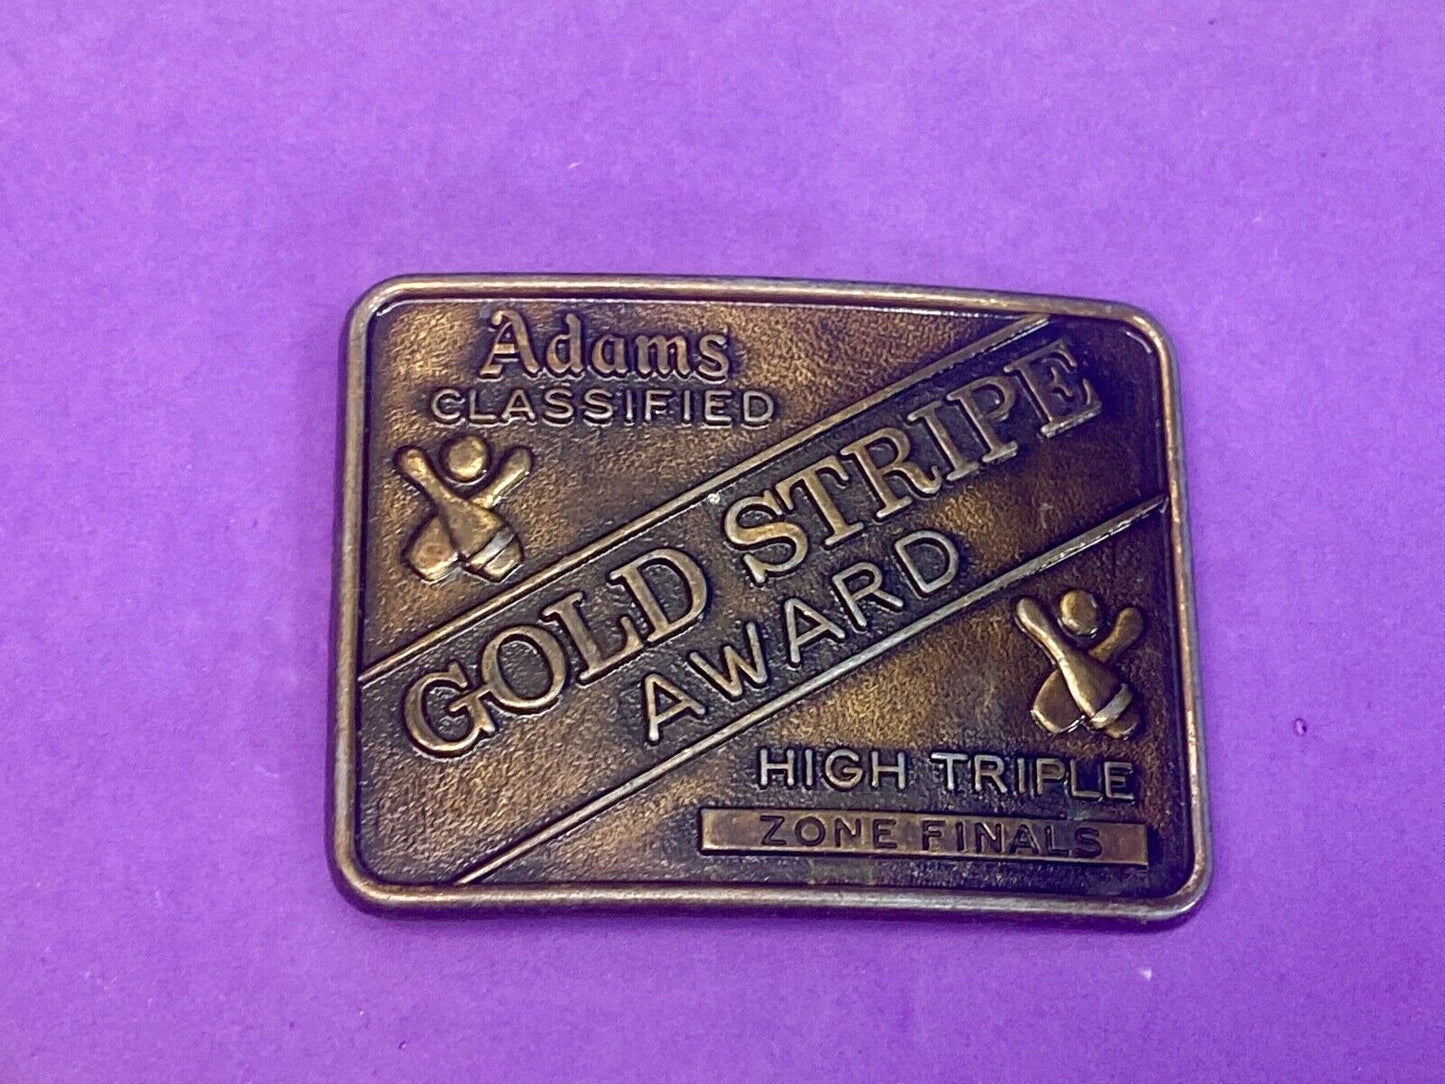 Adams
CLASSIFIED
GOLD STRIPE
AWARD
HIGH TRIPLE
ZONE FINALS